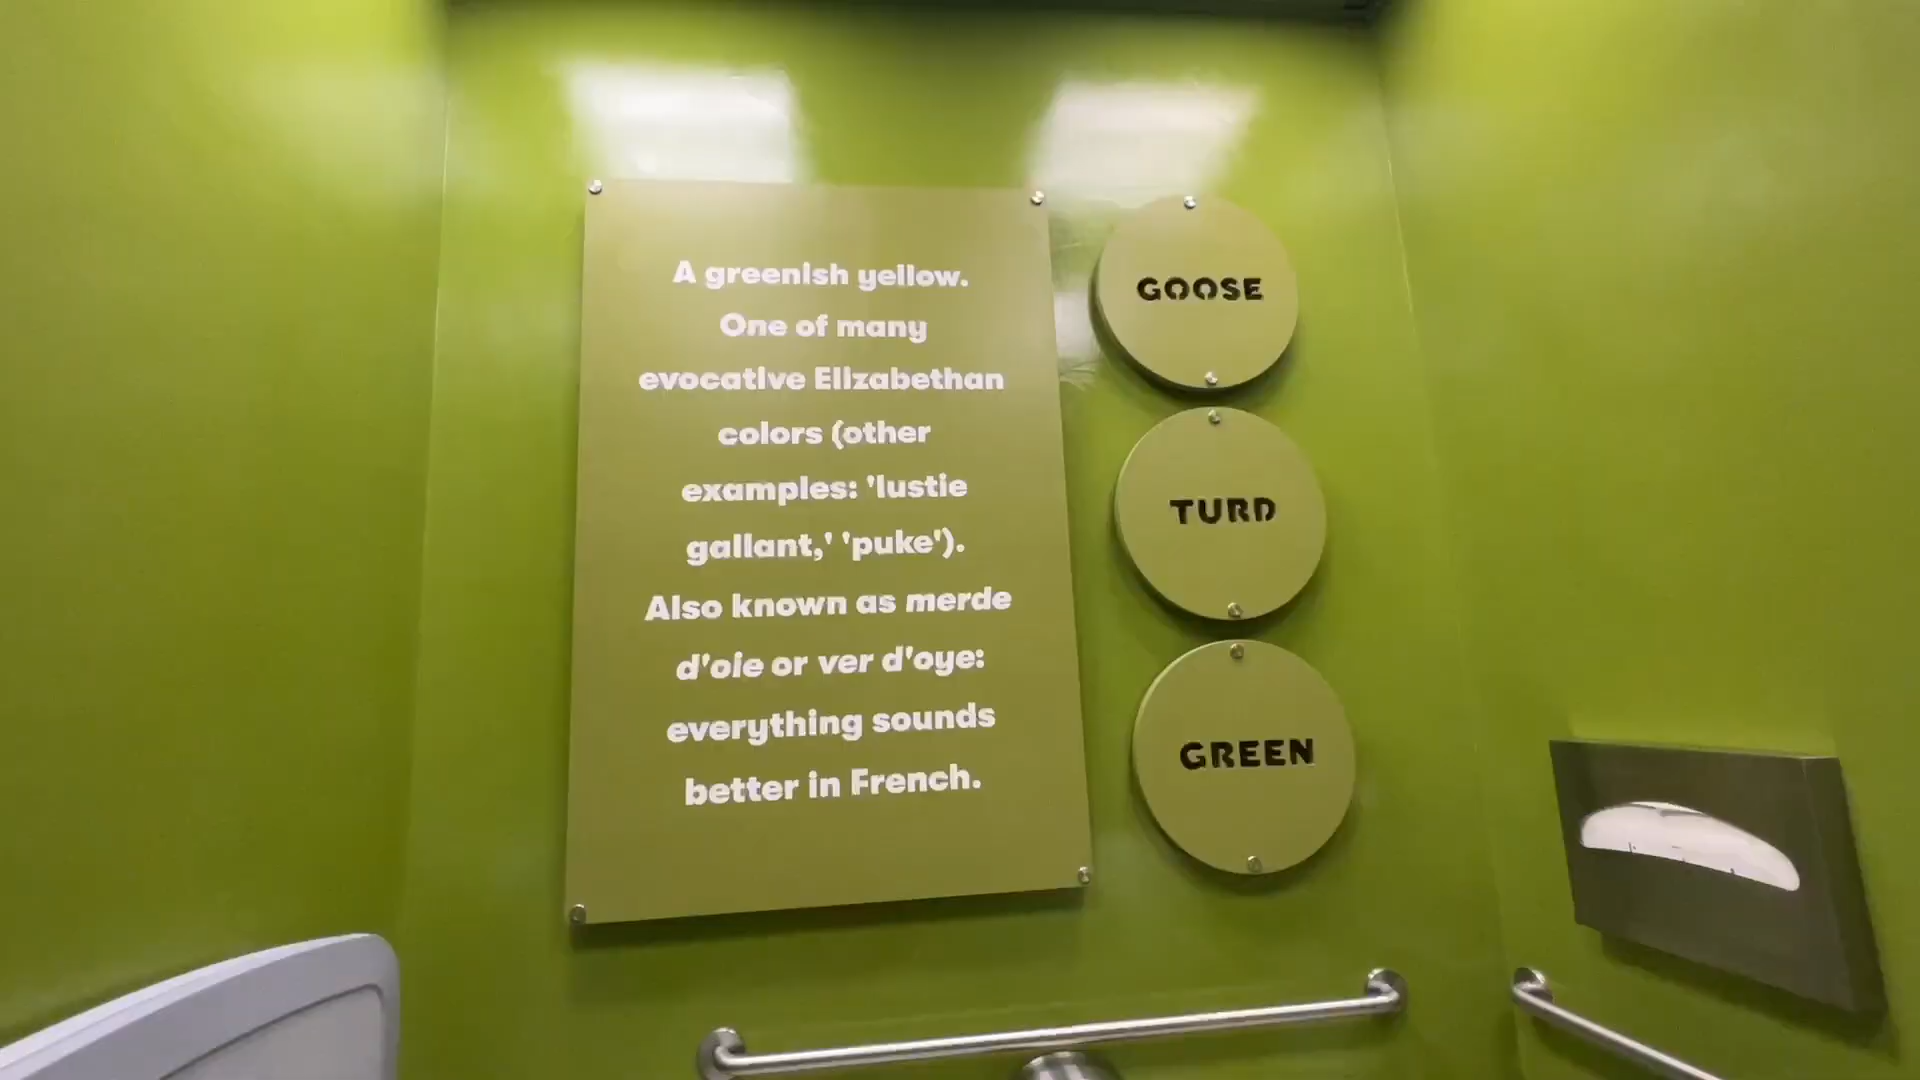 A greenish yellow.
One of many
evocative Elizabethan
colors (other
examples: 'lustie
gallant,' 'puke').
Also known as merde
d'oie or ver d'oye:
everything sounds
better in French.
GOOSE
TURD
GREEN